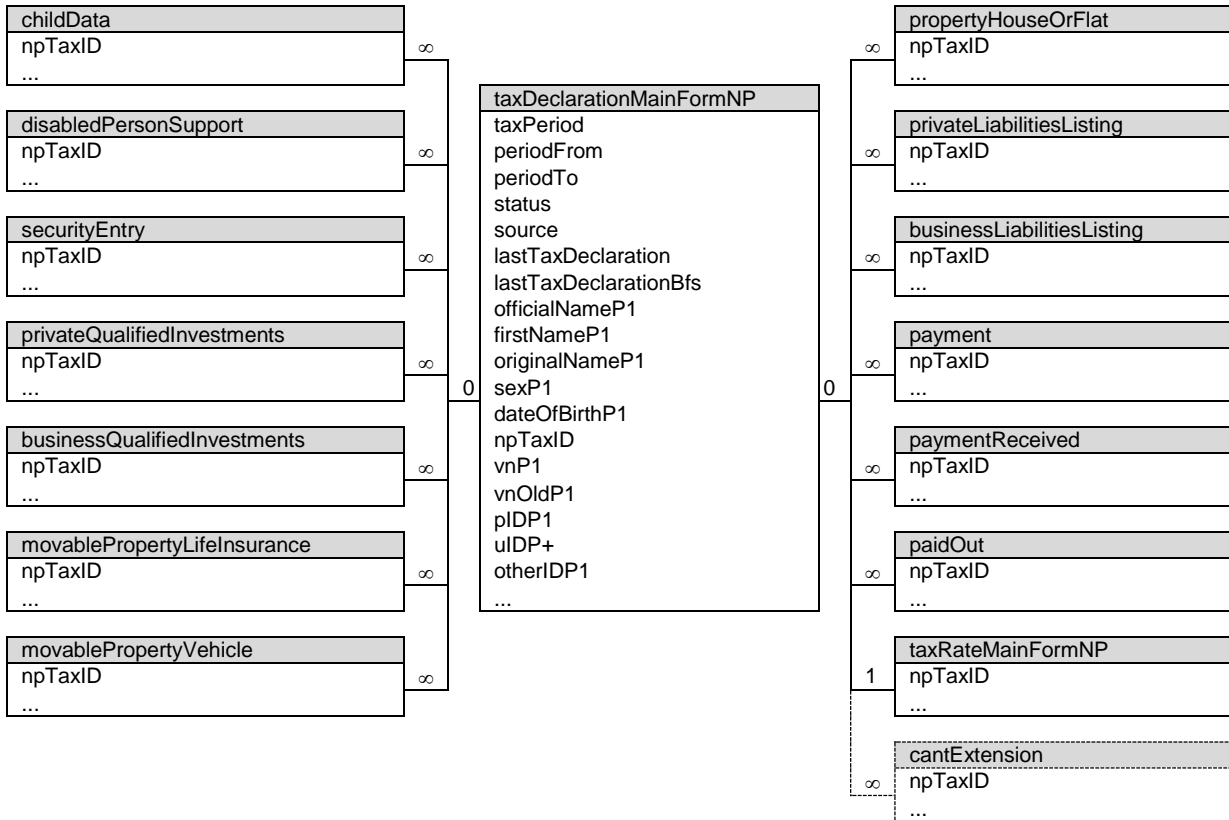 childData
npTaxID
...
∞
disabledPersonSupport
npTaxID
...
∞
securityEntry
npTaxID
...
∞
privateQualifiedInvestments
npTaxID
...
∞
businessQualifiedInvestments
npTaxID
...
∞
movablePropertyLifeInsurance
npTaxID
...
∞
movablePropertyVehicle
npTaxID
...
∞
0
taxDeclarationMainFormNP
taxPeriod
periodFrom
periodTo
status
source
lastTaxDeclaration
lastTaxDeclarationBfs
officialNameP1
firstNameP1
originalNameP1
sexP1
dateOfBirthP1
npTaxID
vnP1
vnOldP1
pIDP1
uIDP+
otherIDP1
...
0
∞
propertyHouseOrFlat
npTaxID
...
∞
privateLiabilitiesListing
npTaxID
...
∞
businessLiabilitiesListing
npTaxID
...
∞
payment
npTaxID
...
∞
paymentReceived
npTaxID
...
∞
paidOut
npTaxID
...
1
taxRateMainFormNP
npTaxID
...
∞
cantExtension
npTaxID
...